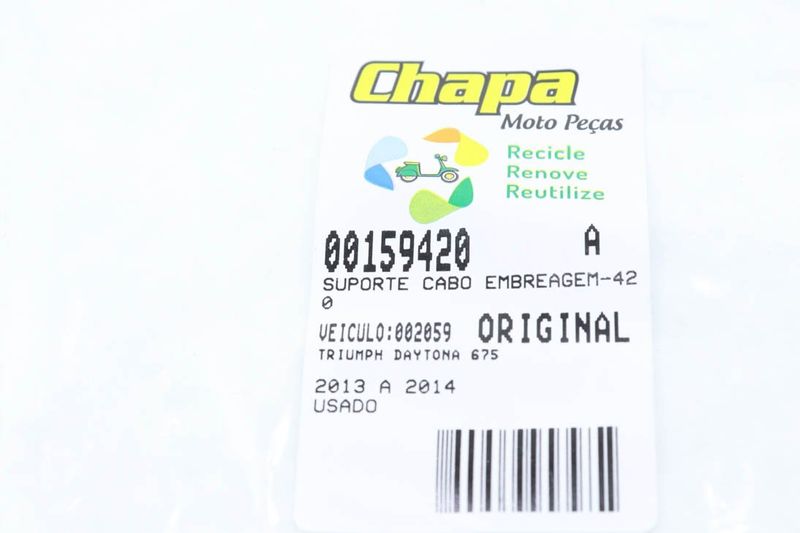 Chapa
Moto Peças
Recicle
Renove
Reutilize
00159420 A
SUPORTE CABO EMBREAGEM-42
0
VEICULO:002059 ORIGINAL
TRIUMPH DAYTONA 675
2013 A 2014
USADO